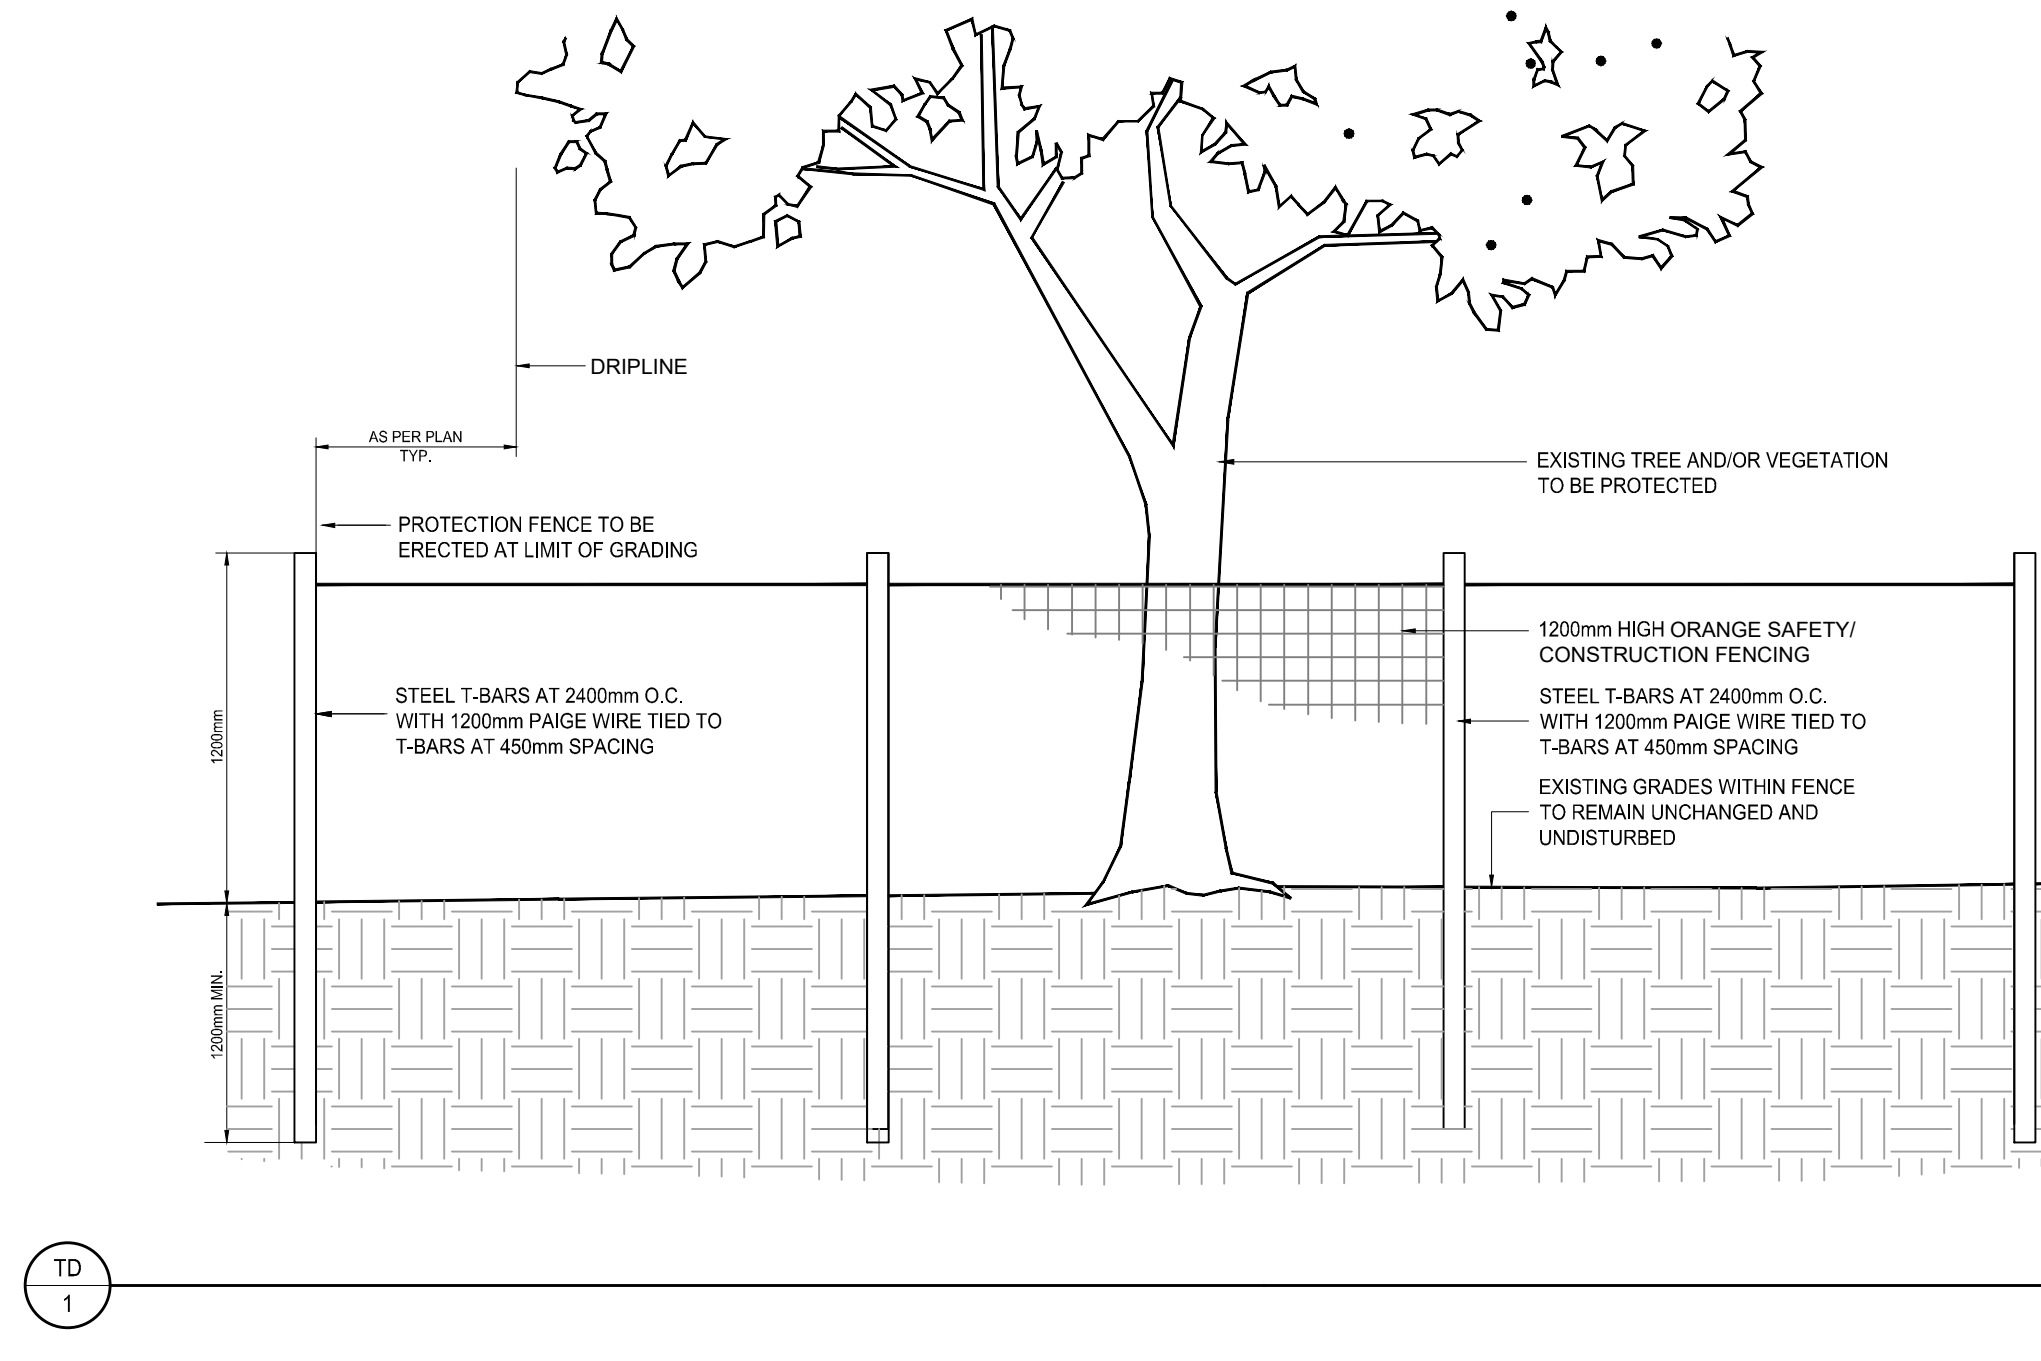 DRIPLINE
AS PER PLAN
TYP.
EXISTING TREE AND/OR VEGETATION
TO BE PROTECTED
PROTECTION FENCE TO BE
ERECTED AT LIMIT OF GRADING
1200mm HIGH ORANGE SAFETY/
CONSTRUCTION FENCING
STEEL T-BARS AT 2400mm O.C.
WITH 1200mm PAIGE WIRE TIED TO
T-BARS AT 450mm SPACING
STEEL T-BARS AT 2400mm O.C.
WITH 1200mm PAIGE WIRE TIED TO
T-BARS AT 450mm SPACING
1200mm
EXISTING GRADES WITHIN FENCE
TO REMAIN UNCHANGED AND
UNDISTURBED
1200mm MIN.
TD
1